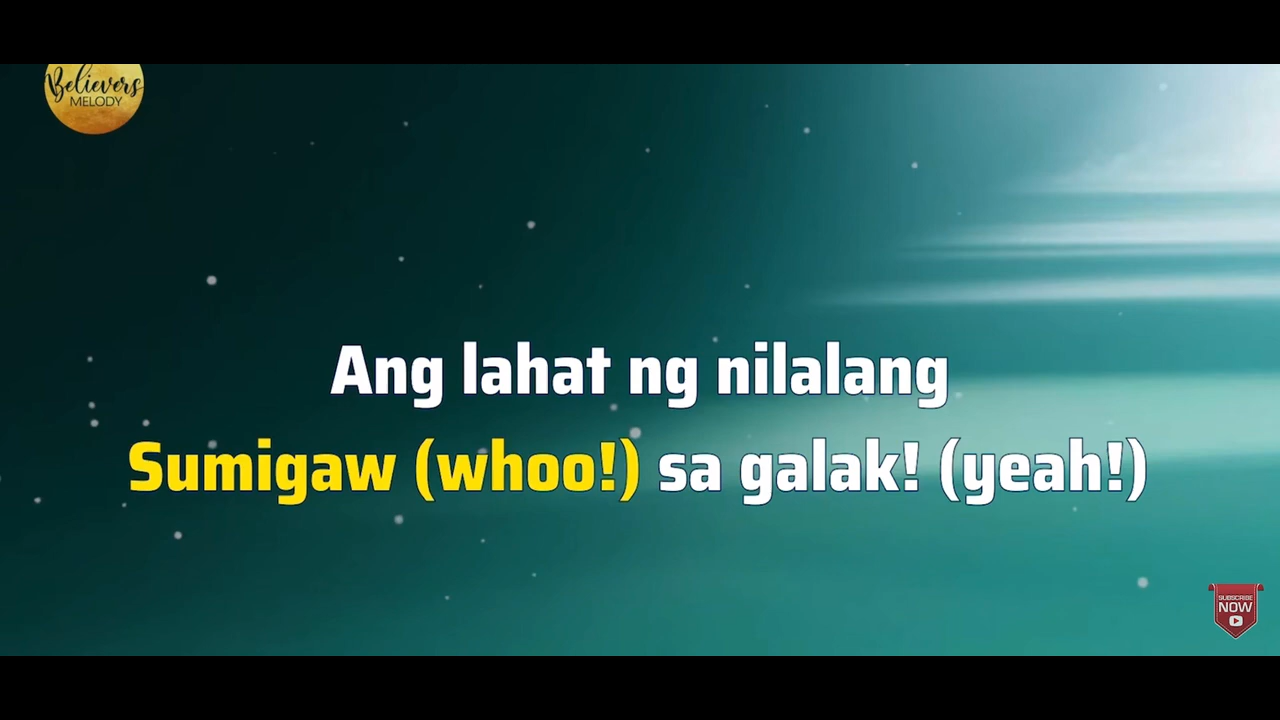 Believers
MELODY
Ang lahat ng nilalang
Sumigaw (whoo!) sa galak! (yeah!)
SUBSCRIBE
NOW